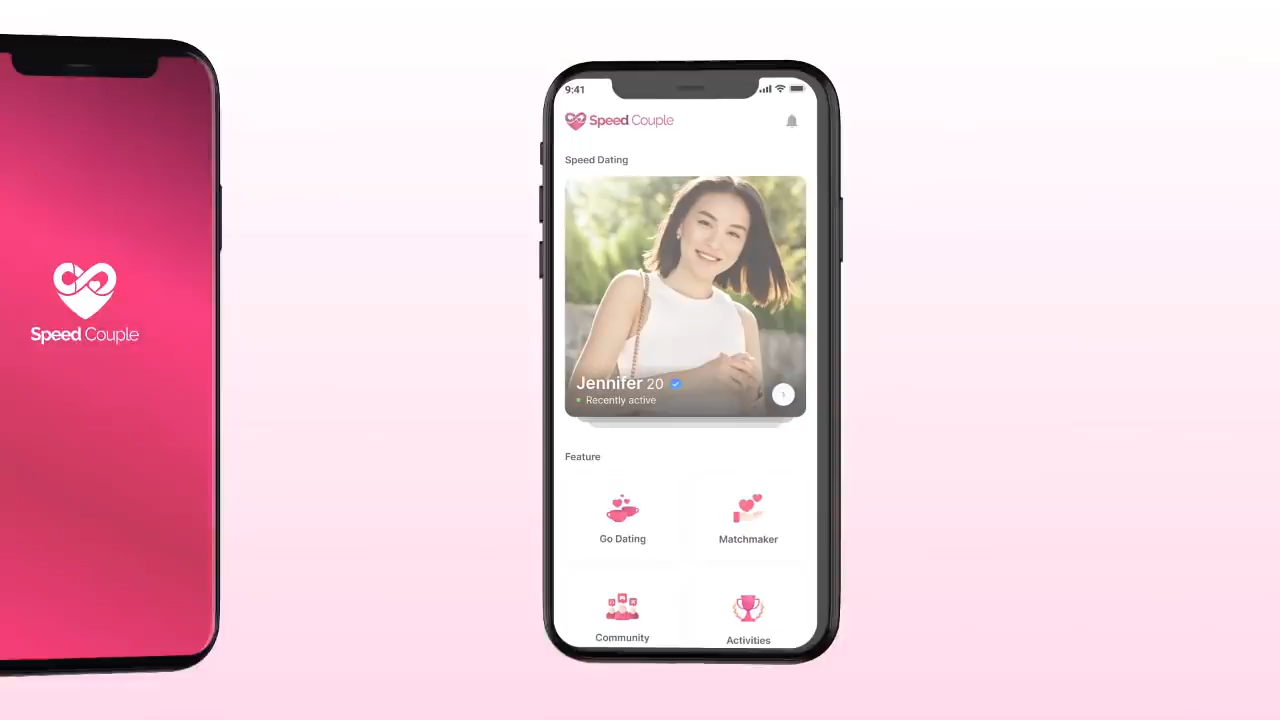 Speed Couple
9:41
Speed Couple
Speed Dating
Jennifer 20
Recently active
Feature
Go Dating
Matchmaker
Community
Activities